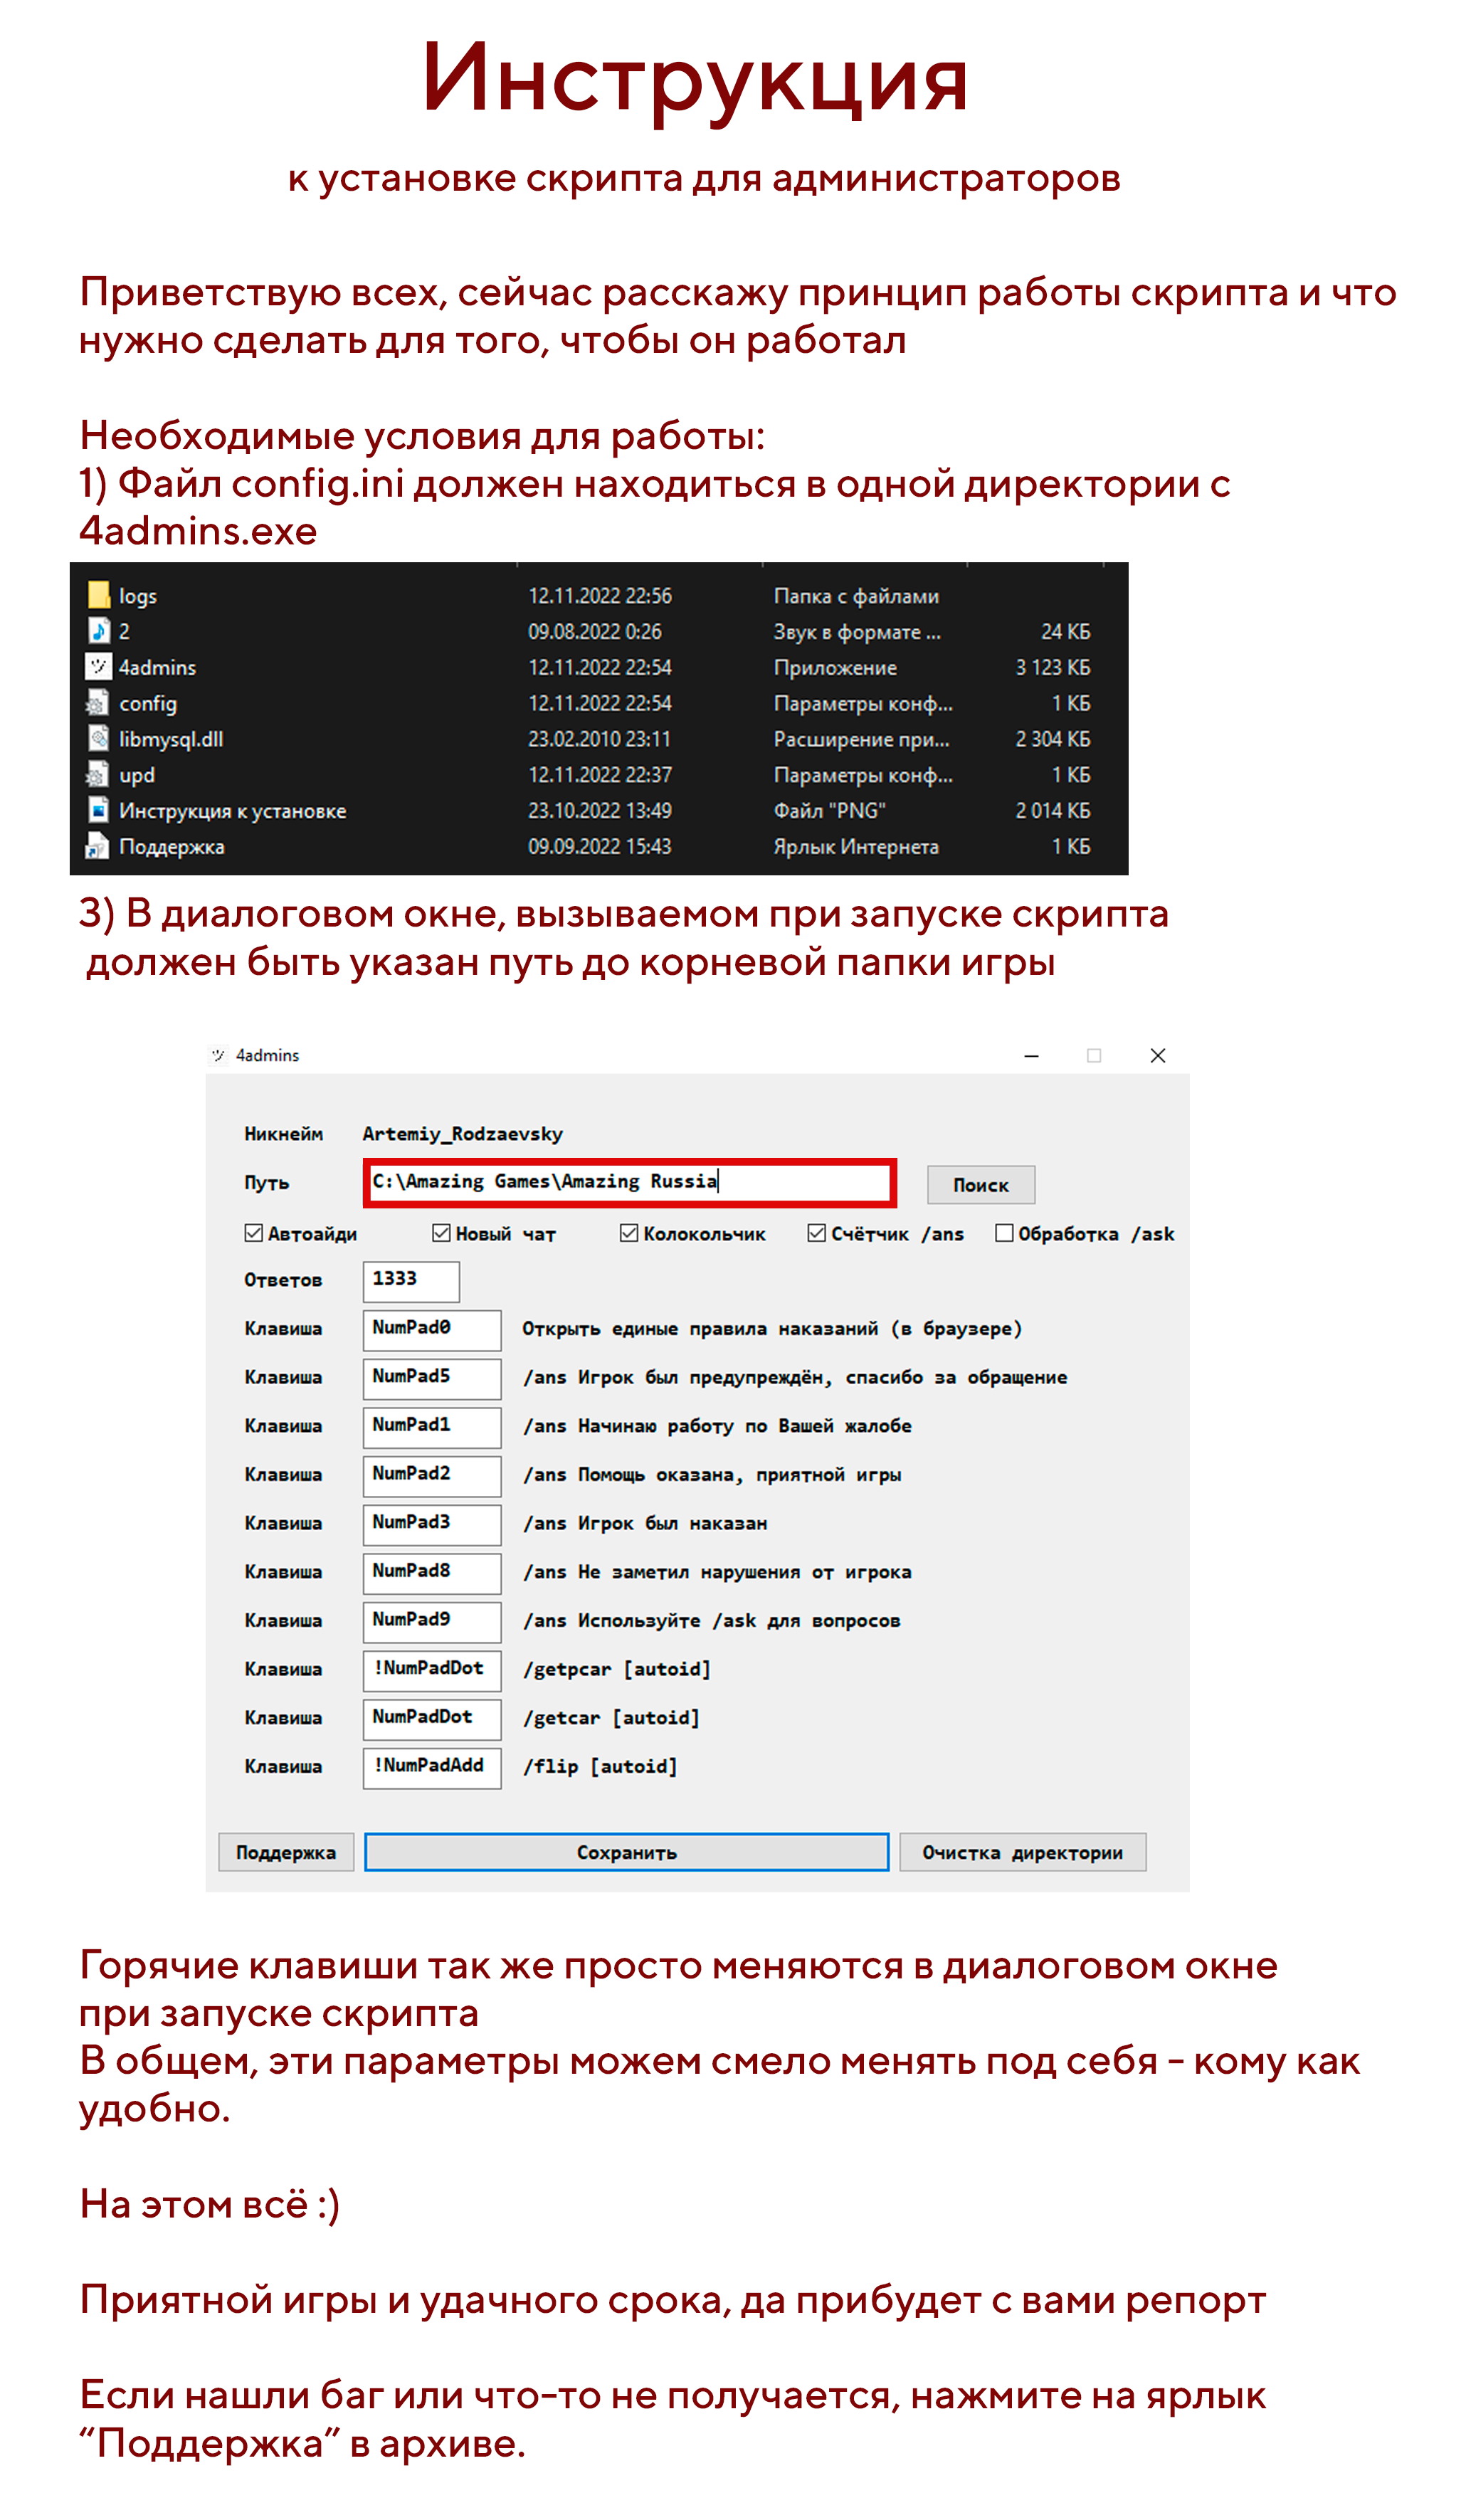 Инструкция
к установке скрипта для администраторов
Приветствую всех, сейчас расскажу принцип работы скрипта и что
нужно сделать для того, чтобы он работал
Необходимые условия для работы:
1) Файл config.ini должен находиться в одной директории с
4admins.exe
logs 12.11.2022 22:56 Папка с файлами
2 09.08.2022 0:26 Звук в формате ... 24 КБ
4admins 12.11.2022 22:54 Приложение 3 123 КБ
config 12.11.2022 22:54 Параметры конф... 1 КБ
libmysql.dll 23.02.2010 23:11 Расширение при... 2 304 КБ
upd 12.11.2022 22:37 Параметры конф... 1 КБ
Инструкция к установке 23.10.2022 13:49 Файл "PNG" 2 014 КБ
Поддержка 09.09.2022 15:43 Ярлык Интернета 1 КБ
3) В диалоговом окне, вызываемом при запуске скрипта
должен быть указан путь до корневой папки игры
4admins
Никнейм Artemiy_Rodzaevsky
Путь C:\Amazing Games\Amazing Russia Поиск
Автоайди Новый чат Колокольчик Счётчик /ans Обработка /ask
Ответов 1333
Клавиша NumPad0 Открыть единые правила наказаний (в браузере)
Клавиша NumPad5 /ans Игрок был предупреждён, спасибо за обращение
Клавиша NumPad1 /ans Начинаю работу по Вашей жалобе
Клавиша NumPad2 /ans Помощь оказана, приятной игры
Клавиша NumPad3 /ans Игрок был наказан
Клавиша NumPad8 /ans Не заметил нарушения от игрока
Клавиша NumPad9 /ans Используйте /ask для вопросов
Клавиша !NumPadDot /getpcar [autoid]
Клавиша NumPadDot /getcar [autoid]
Клавиша !NumPadAdd /flip [autoid]
Поддержка Сохранить Очистка директории
Горячие клавиши так же просто меняются в диалоговом окне
при запуске скрипта
В общем, эти параметры можем смело менять под себя - кому как
удобно.
На этом всё :)
Приятной игры и удачного срока, да прибудет с вами репорт
Если нашли баг или что-то не получается, нажмите на ярлык
“Поддержка” в архиве.